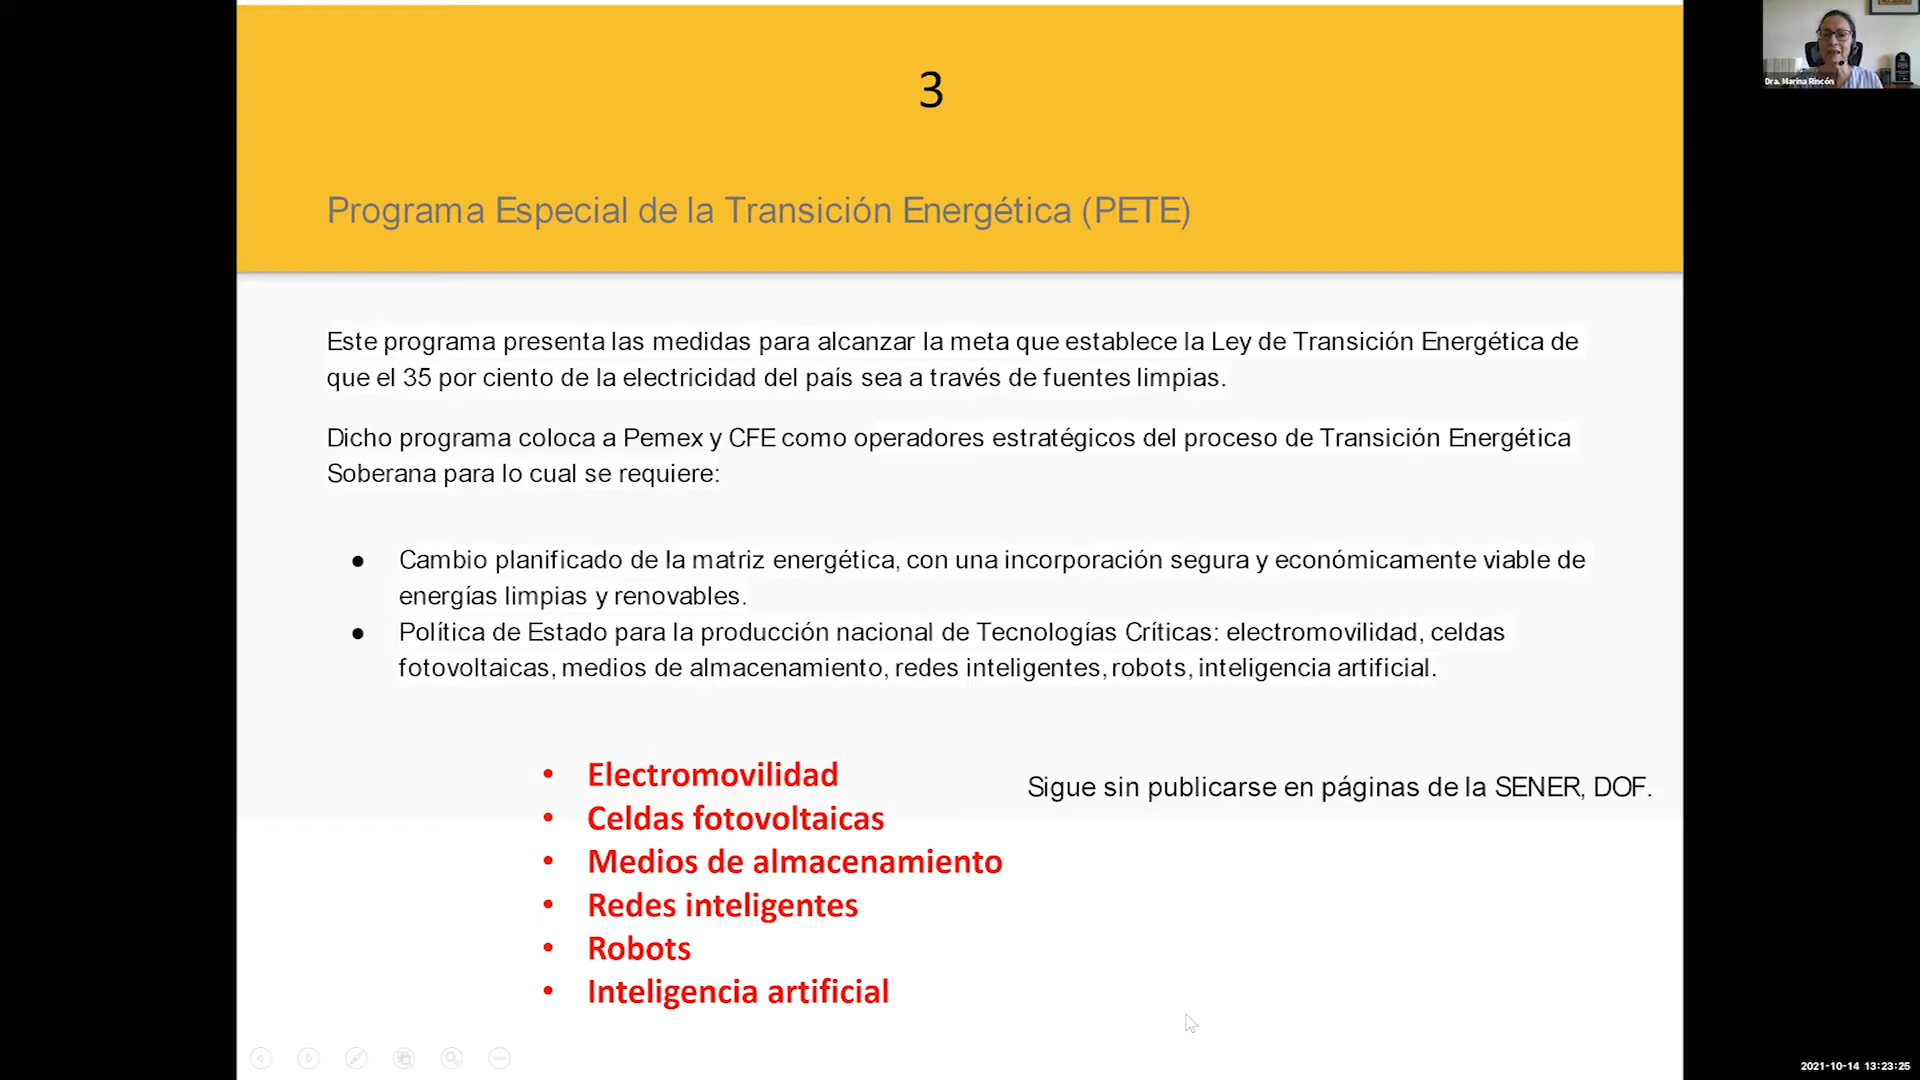 3
Programa Especial de la Transición Energética (PETE)
Este programa presenta las medidas para alcanzar la meta que establece la Ley de Transición Energética de
que el 35 por ciento de la electricidad del país sea a través de fuentes limpias.
Dicho programa coloca a Pemex y CFE como operadores estratégicos del proceso de Transición Energética
Soberana para lo cual se requiere:
● Cambio planificado de la matriz energética, con una incorporación segura y económicamente viable de
energías limpias y renovables.
● Política de Estado para la producción nacional de Tecnologías Críticas: electromovilidad, celdas
fotovoltaicas, medios de almacenamiento, redes inteligentes, robots, inteligencia artificial.
• Electromovilidad
• Celdas fotovoltaicas
• Medios de almacenamiento
• Redes inteligentes
• Robots
• Inteligencia artificial
Sigue sin publicarse en páginas de la SENER, DOF.
Dra. Marina Rincón
2021-10-14 13:23:25